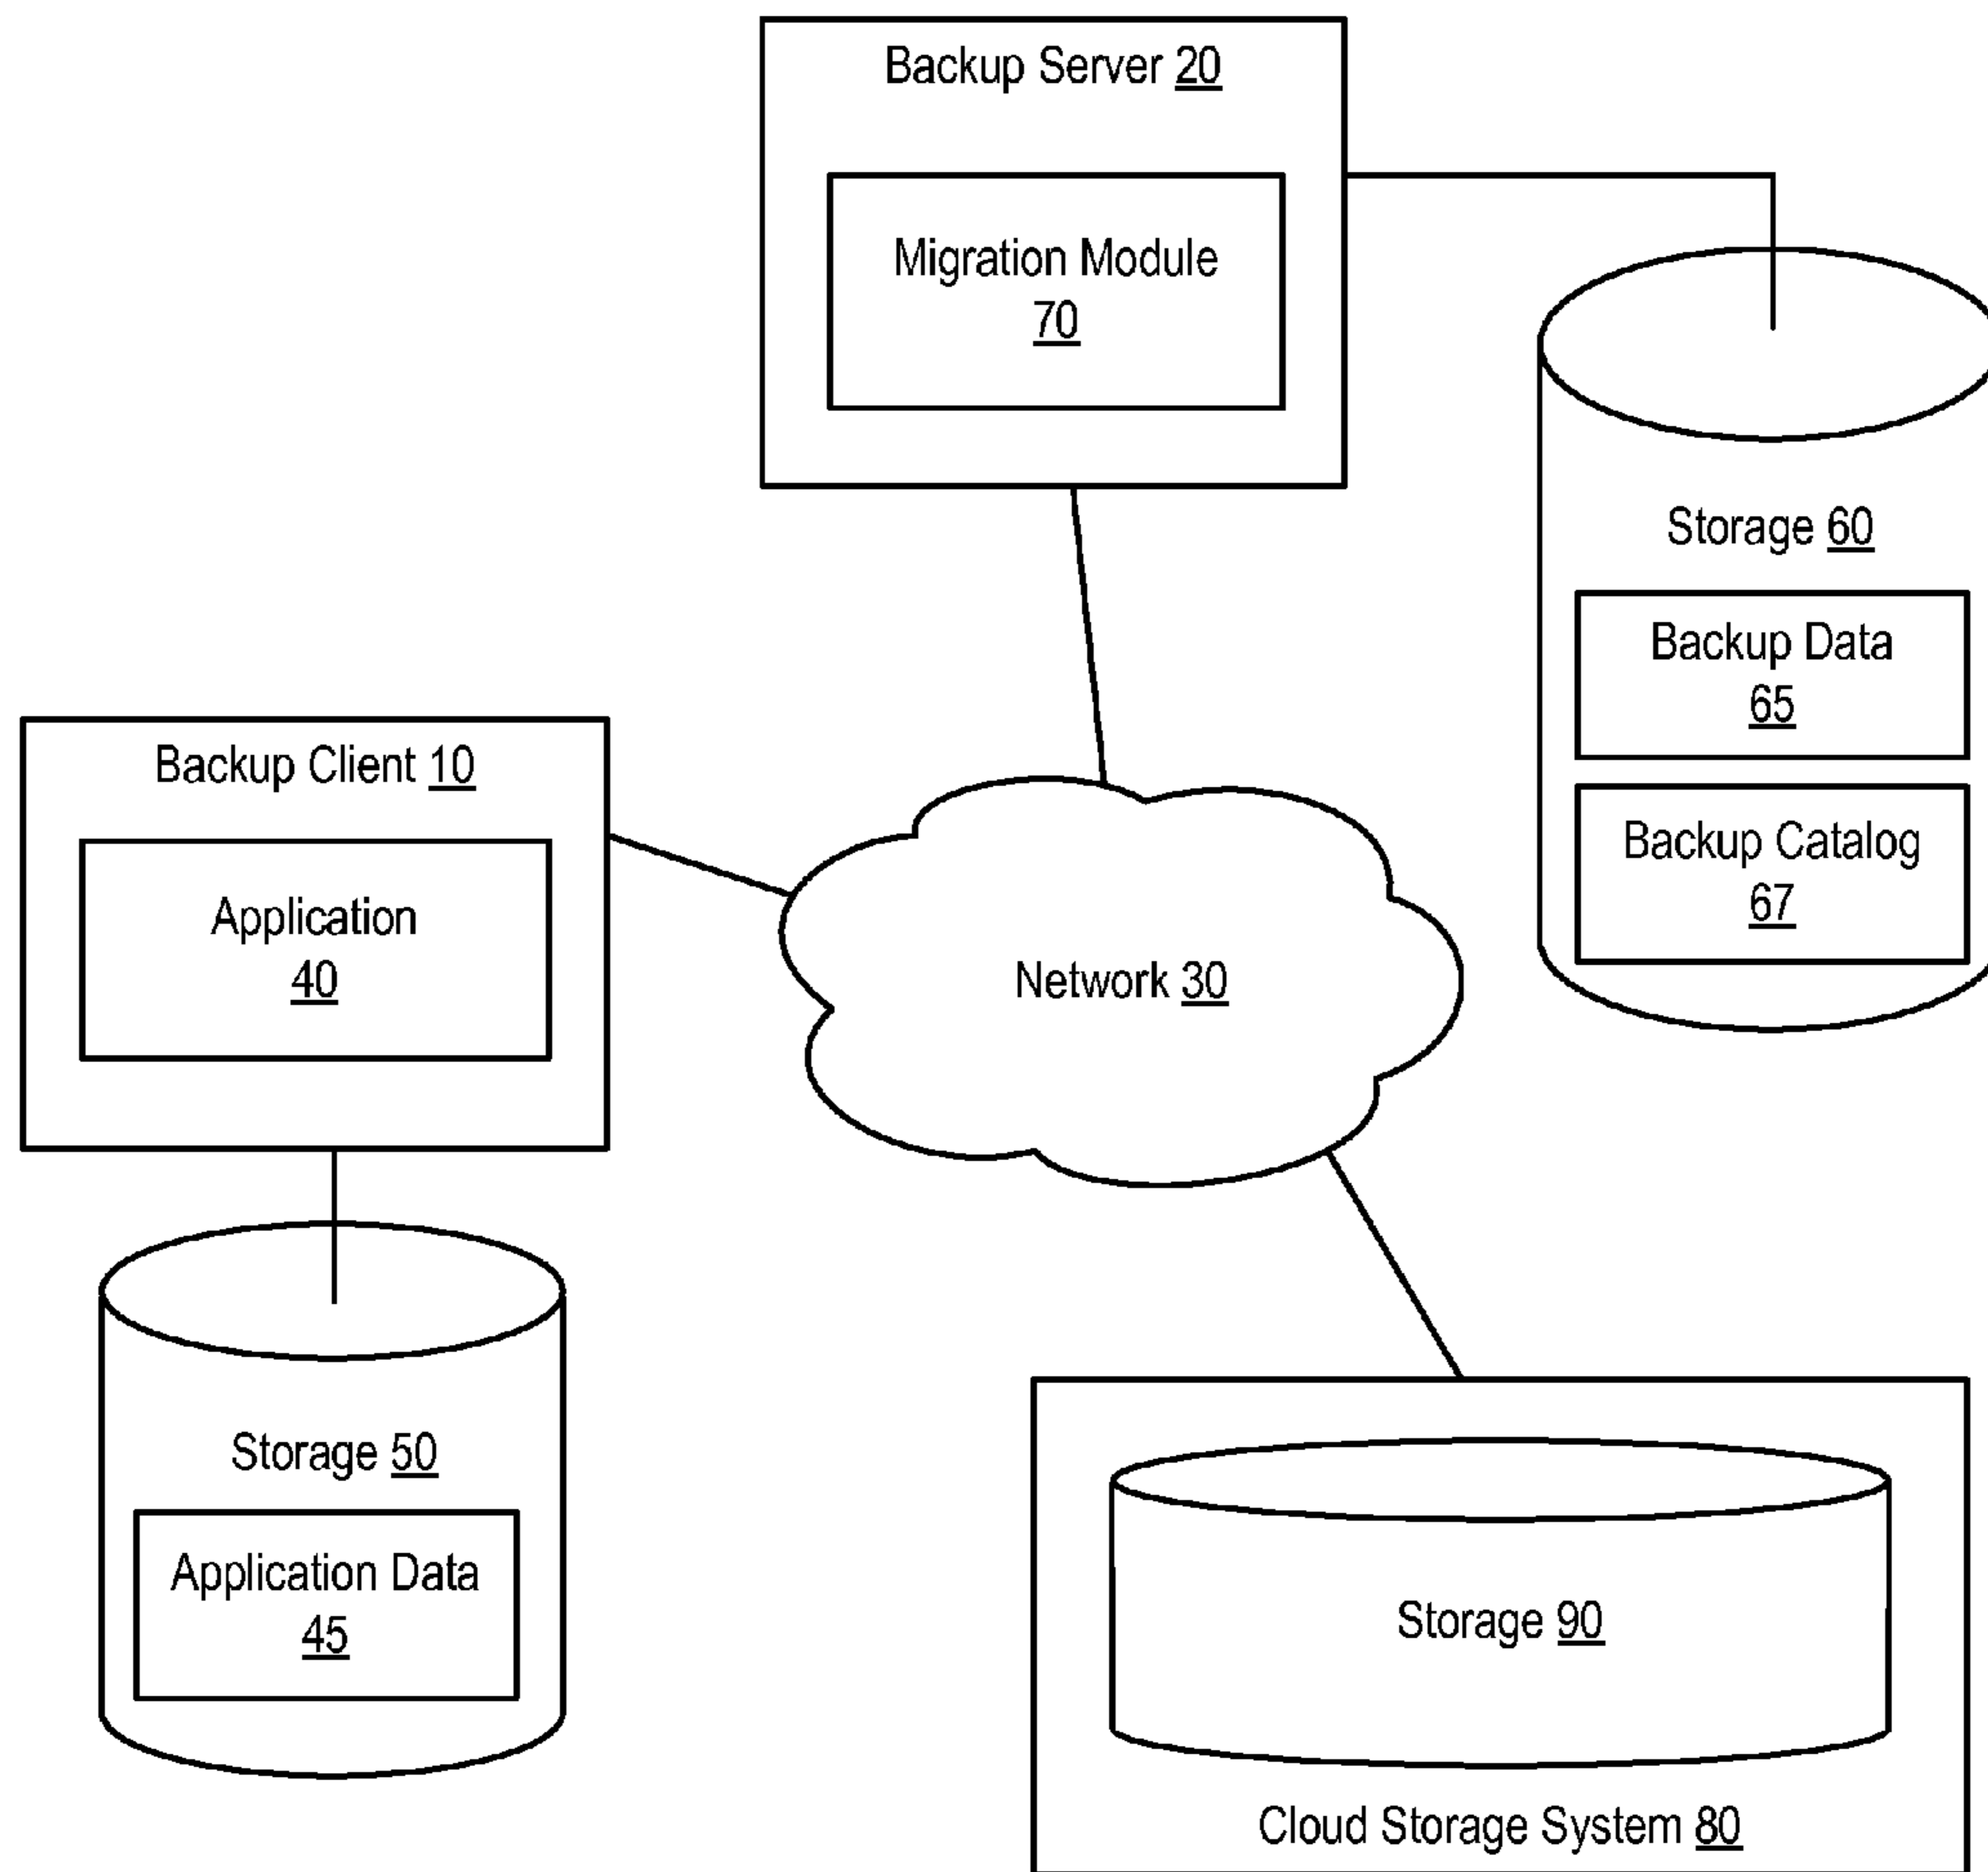 Backup Server 20
Migration Module
70
Storage 60
Backup Data
65
Backup Catalog
67
Backup Client 10
Application
40
Network 30
Storage 50
Application Data
45
Storage 90
Cloud Storage System 80